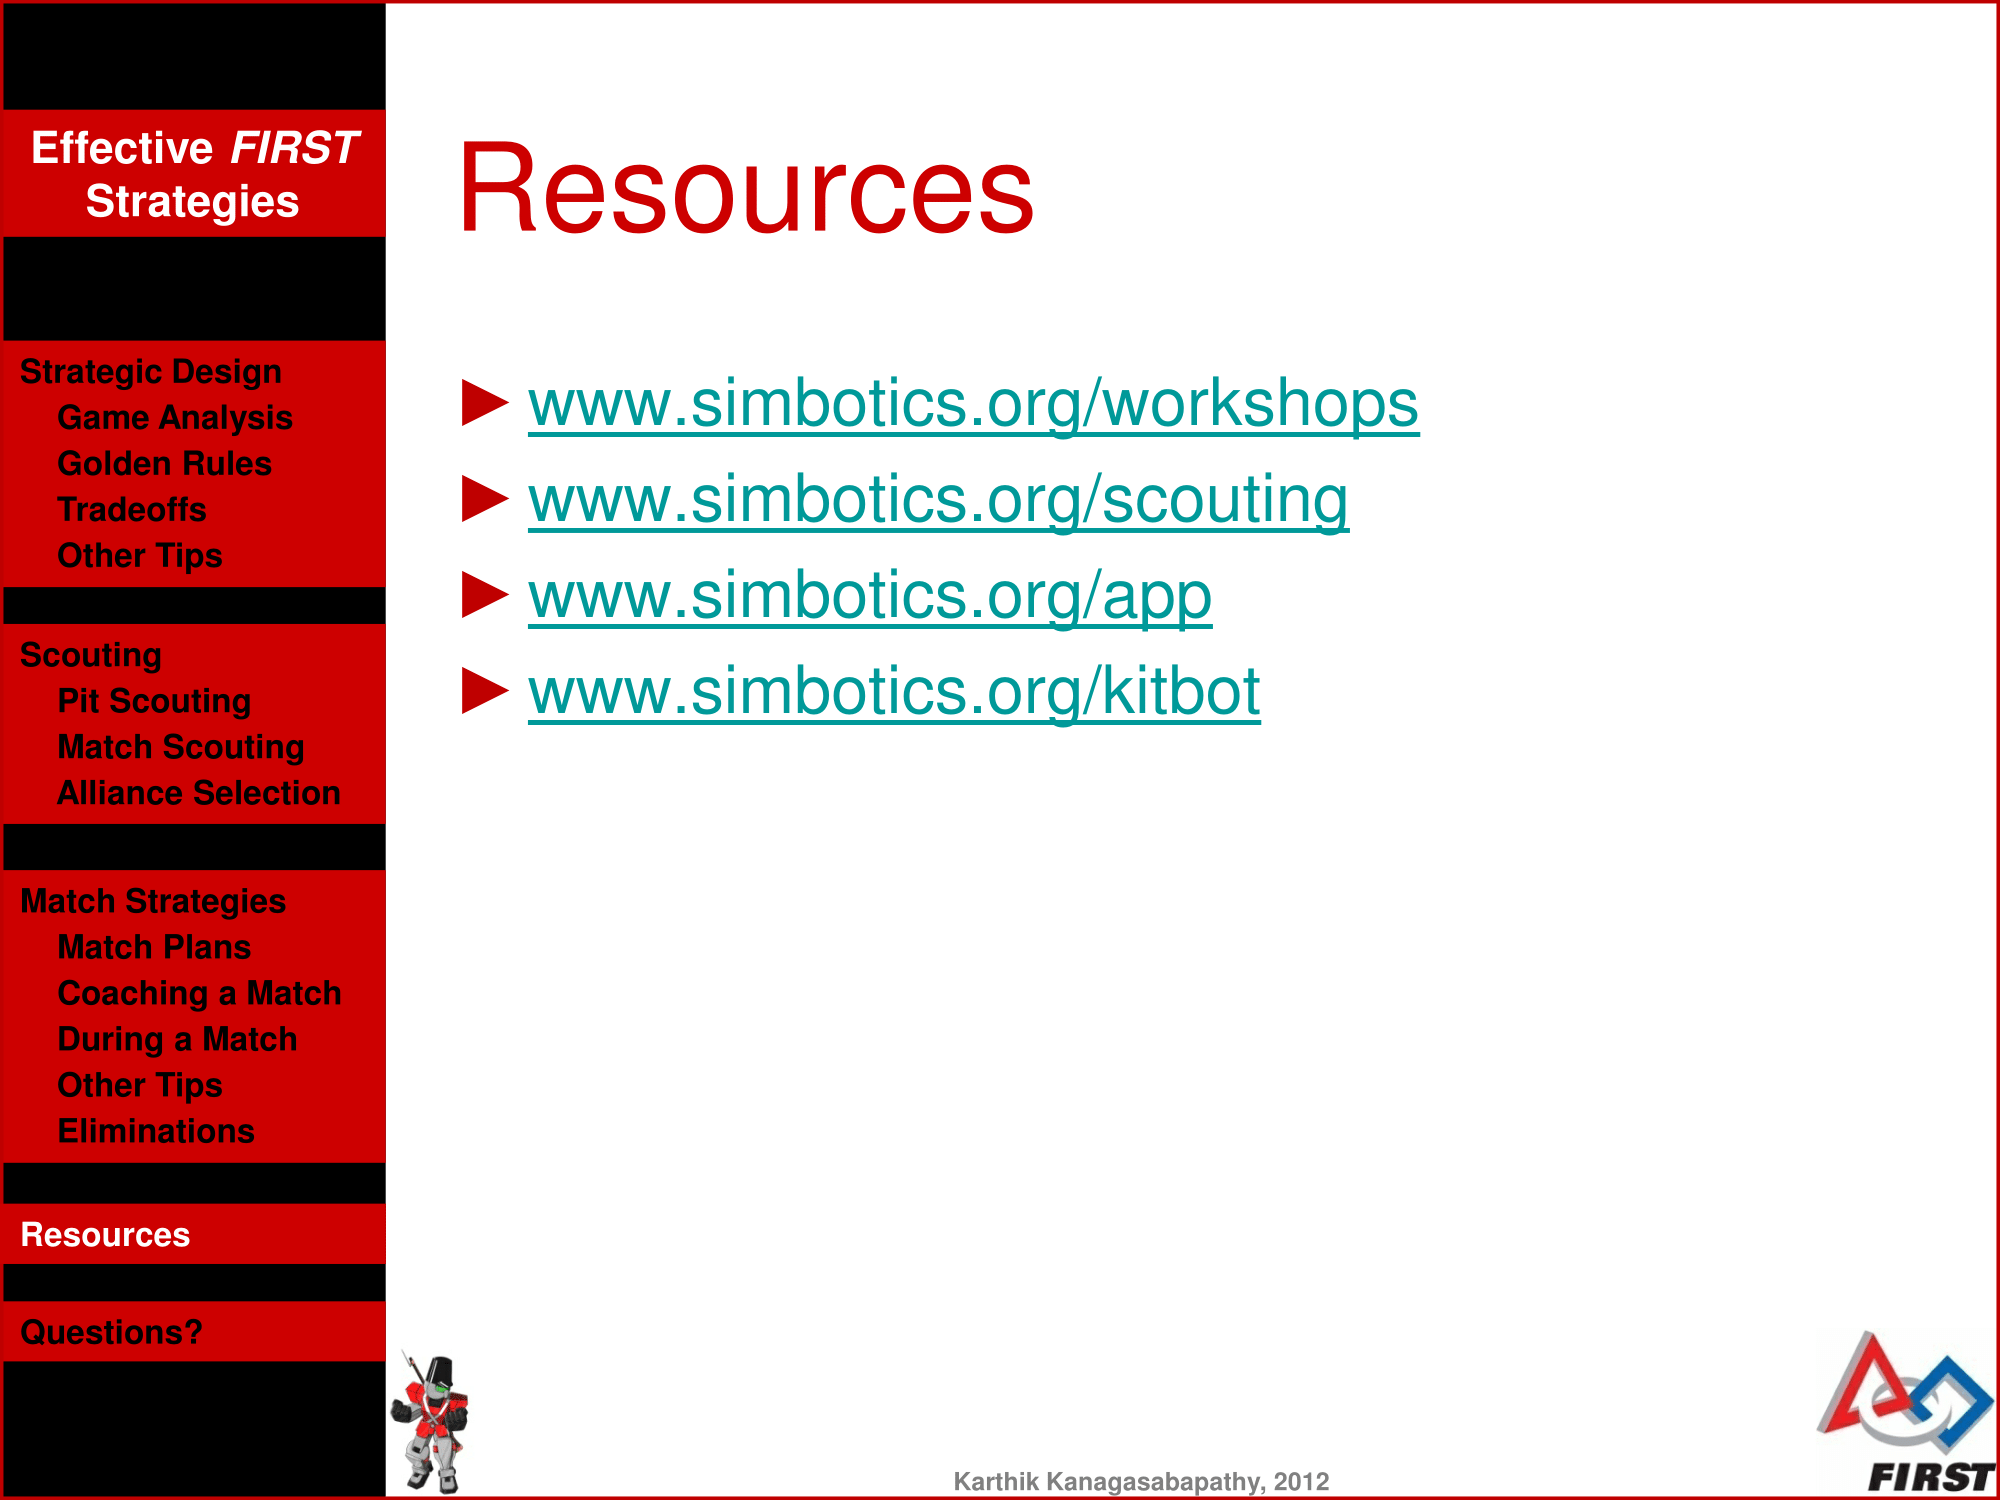 Effective FIRST
Strategies
Strategic Design
Game Analysis
Golden Rules
Tradeoffs
Other Tips
Scouting
Pit Scouting
Match Scouting
Alliance Selection
Match Strategies
Match Plans
Coaching a Match
During a Match
Other Tips
Eliminations
Resources
Questions?
Resources
► www.simbotics.org/workshops
► www.simbotics.org/scouting
► www.simbotics.org/app
► www.simbotics.org/kitbot
Karthik Kanagasabapathy, 2012
FIRST